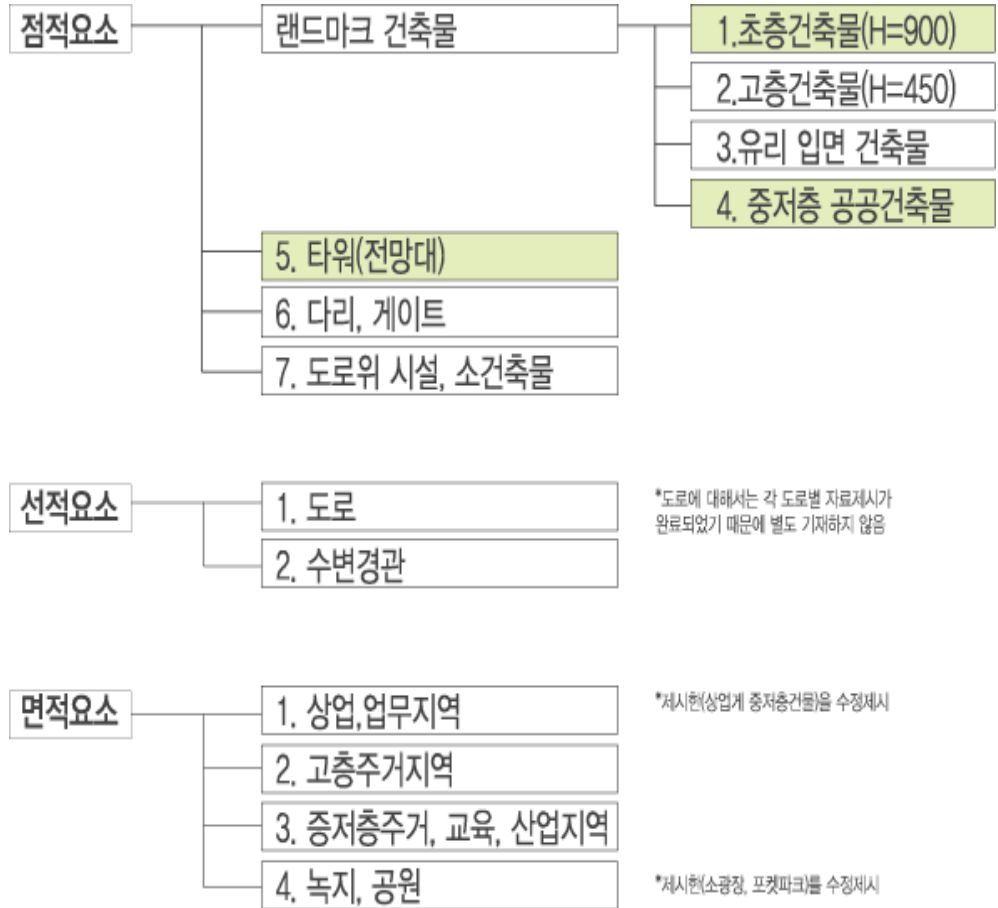 점적요소
랜드마크 건축물
1.초층건축물(H=900)
2.고층건축물(H=450)
3.유리 입면 건축물
4. 중저층 공공건축물
5. 타워(전망대)
6. 다리, 게이트
7. 도로위 시설, 소건축물
선적요소
1. 도로
*도로에 대해서는 각 도로별 자료제시가
완료되었기 때문에 별도 기재하지 않음
2. 수변경관
면적요소
1. 상업,업무지역
*제시한(상업게 중저층건물)을 수정제시
2. 고층주거지역
3. 증저층주거, 교육, 산업지역
4. 녹지, 공원
*제시한(소광장, 포켓파크)를 수정제시